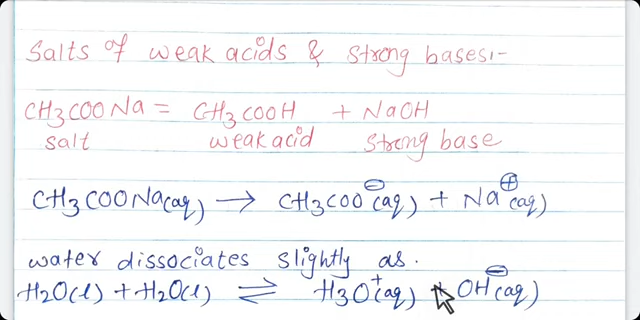 Salts of weak acids & strong bases:-
CH3COONa = CH3COOH + NaOH
salt weak acid strong base
CH3COONa(aq) → CH3COO⊖(aq) + Na⊕(aq)
water dissociates slightly as.
H2O(l) + H2O(l) ⇌ H3O+(aq) + OH⊖(aq)